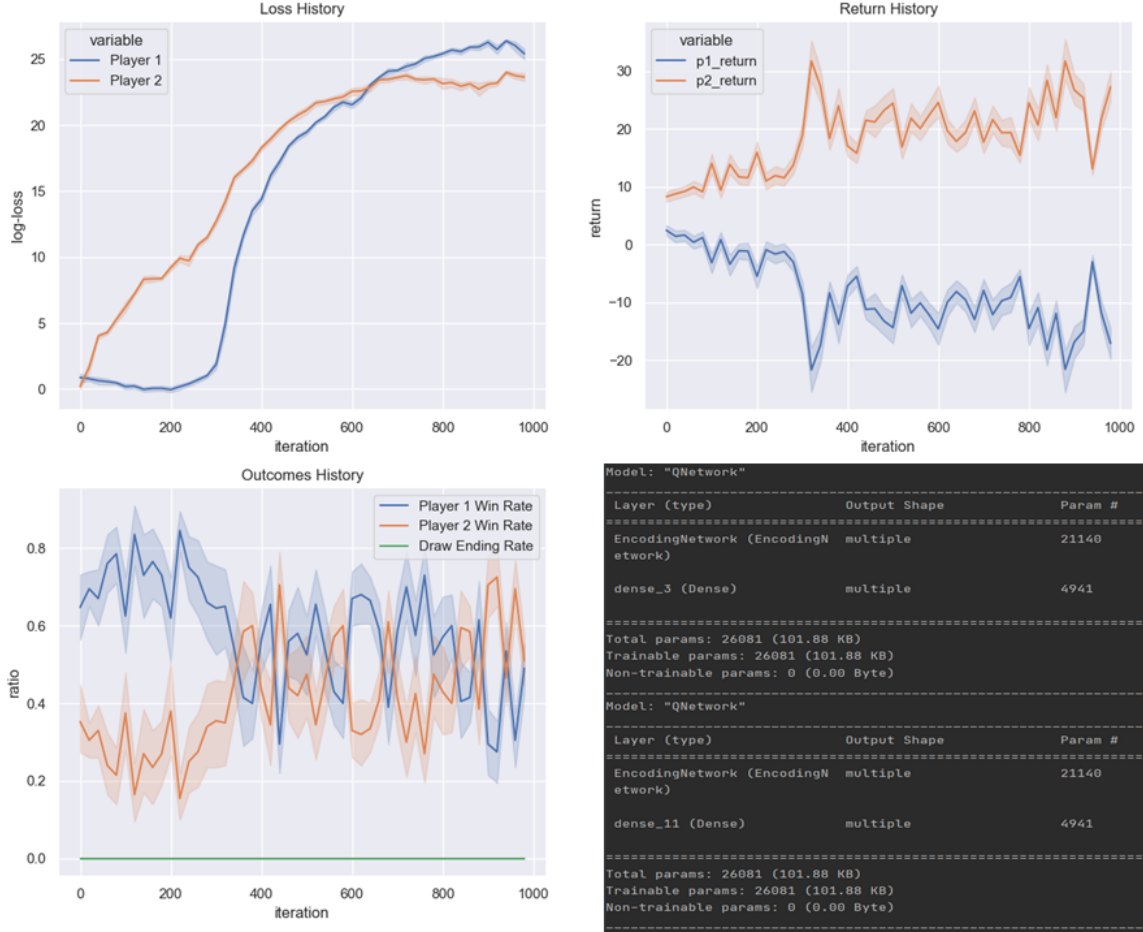 Loss History
variable
Player 1
Player 2
25
20
15
10
5
0
log-loss
0
200
400
600
800
1000
iteration
Return History
variable
p1_return
p2_return
30
20
10
0
−10
−20
return
0
200
400
600
800
1000
iteration
Outcomes History
Player 1 Win Rate
Player 2 Win Rate
Draw Ending Rate
0.8
0.6
0.4
0.2
0.0
ratio
0
200
400
600
800
1000
iteration
Model: "QNetwork"
Layer (type) Output Shape Param #
EncodingNetwork (EncodingN multiple 21140
etwork)
dense_3 (Dense) multiple 4941
Total params: 26081 (101.88 KB)
Trainable params: 26081 (101.88 KB)
Non-trainable params: 0 (0.00 Byte)
Model: "QNetwork"
Layer (type) Output Shape Param #
EncodingNetwork (EncodingN multiple 21140
etwork)
dense_11 (Dense) multiple 4941
Total params: 26081 (101.88 KB)
Trainable params: 26081 (101.88 KB)
Non-trainable params: 0 (0.00 Byte)